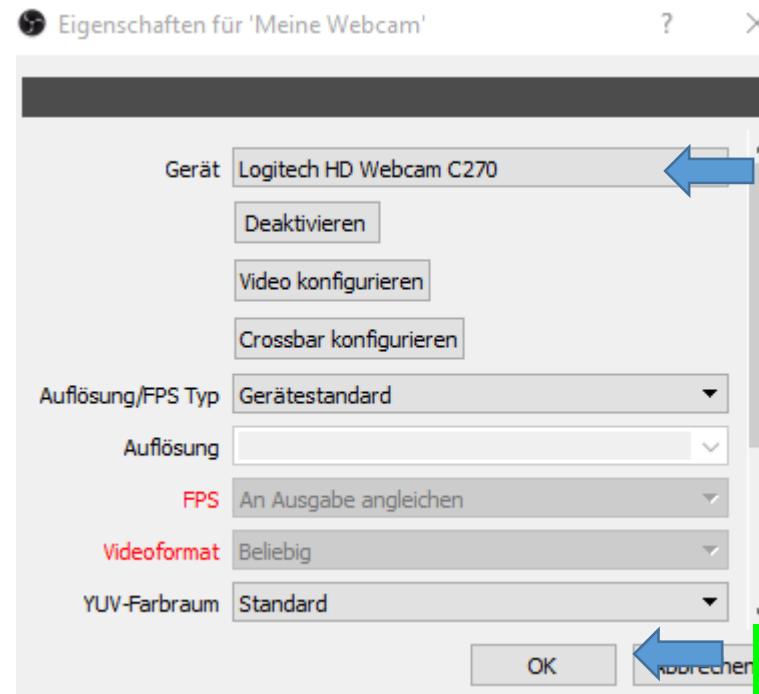 Eigenschaften für 'Meine Webcam' ?
Gerät Logitech HD Webcam C270
Deaktivieren
Video konfigurieren
Crossbar konfigurieren
Auflösung/FPS Typ Gerätestandard
Auflösung
FPS An Ausgabe angleichen
Videoformat Beliebig
YUV-Farbraum Standard
OK Abbrechen